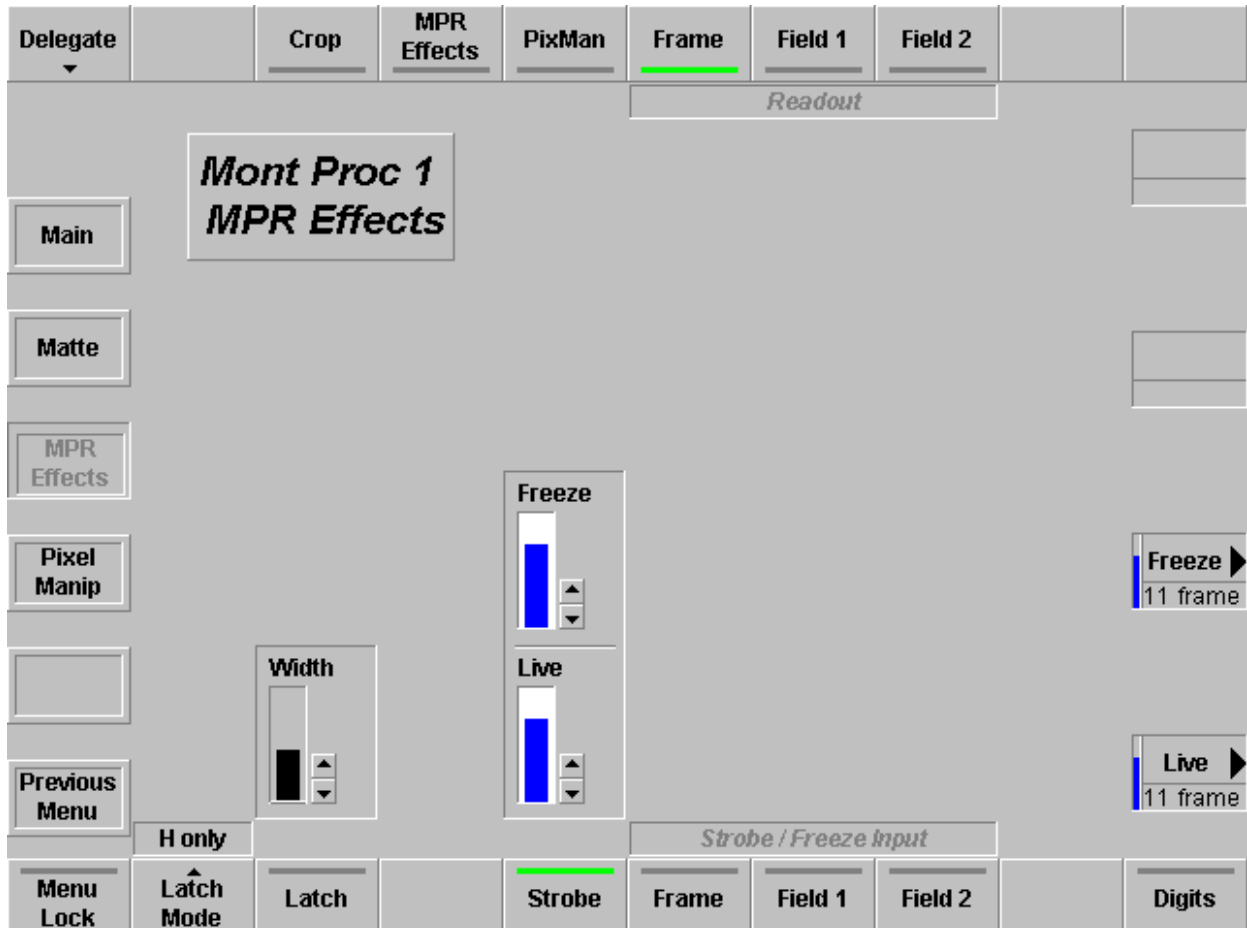 Delegate
Crop
MPR
Effects
PixMan
Frame
Field 1
Field 2
Readout
Mont Proc 1
MPR Effects
Main
Matte
MPR
Effects
Pixel
Manip
Previous
Menu
Freeze
Width
Live
Freeze
11 frame
Live
11 frame
H only
Strobe / Freeze Input
Menu
Lock
Latch
Mode
Latch
Strobe
Frame
Field 1
Field 2
Digits